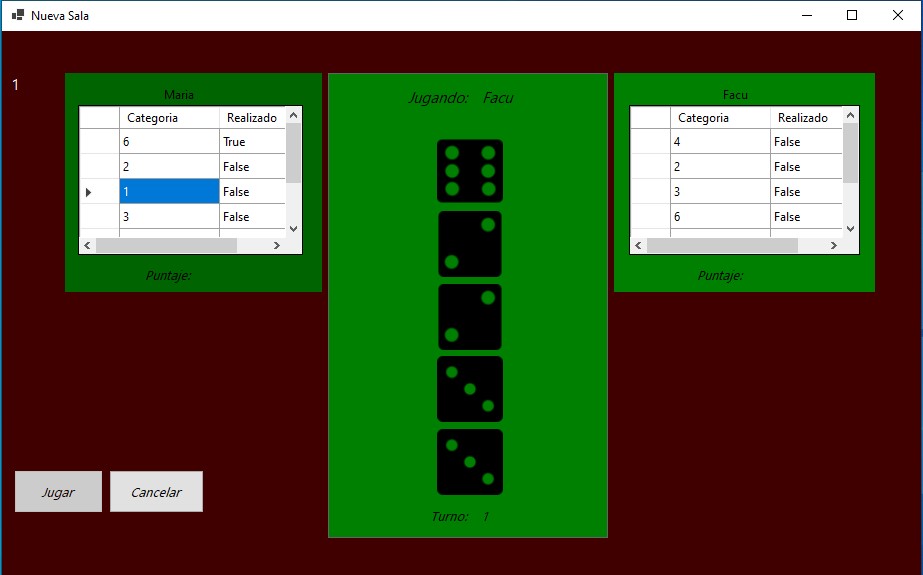 Nueva Sala
1
Maria
Categoria Realizado
6 True
2 False
1 False
3 False
Puntaje:
Jugando: Facu
Turno: 1
Facu
Categoria Realizado
4 False
2 False
3 False
6 False
Puntaje:
Jugar Cancelar